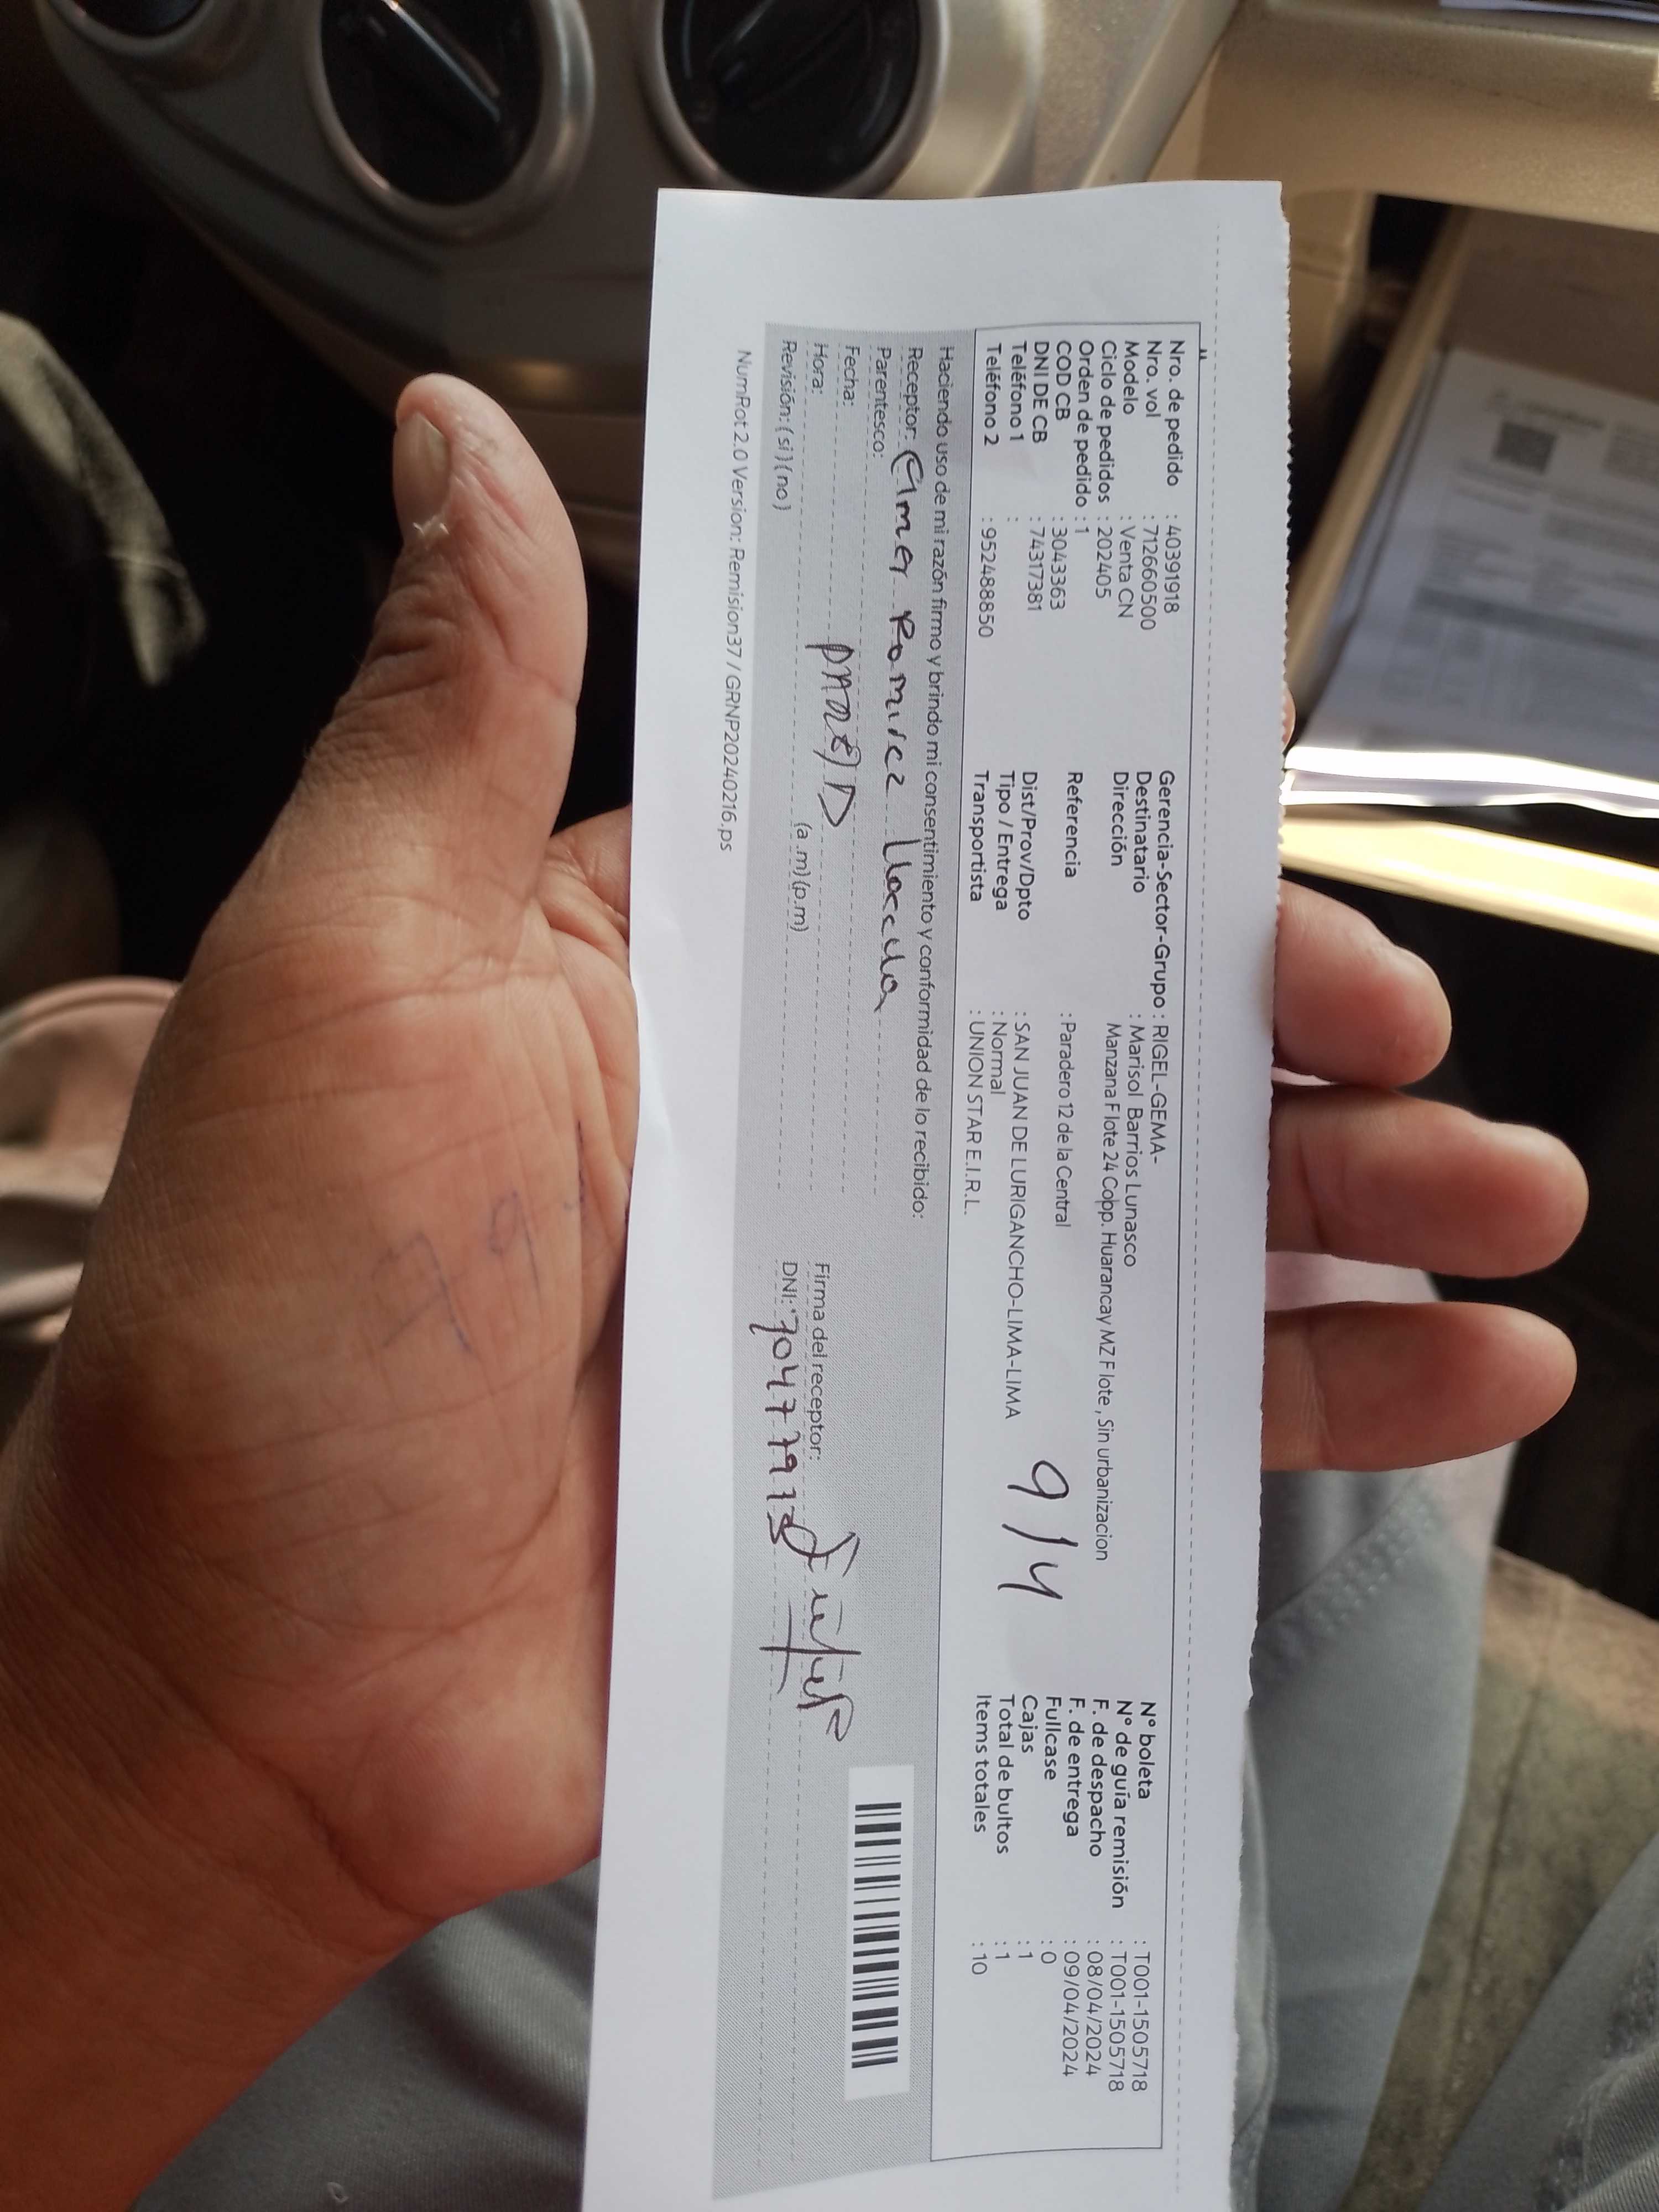 Nro. de pedido : 40391918
Nro. vol : 7126605000
Modelo : Venta CN
Ciclo de pedidos : 202405
Orden de pedido : 1
COD CB : 3043363
DNI DE CB : 74317381
Teléfono 1 :
Teléfono 2 : 952488850
Gerencia-Sector-Grupo : RIGEL-GEMA-
Destinatario : Marisol Barrios Lunasco
Dirección Manzana F lote 24 Copp. Huarancay MZ F lote , Sin urbanizacion
Referencia : Paradero 12 de la Central
Dist/Prov/Dpto : SAN JUAN DE LURIGANCHO-LIMA-LIMA
Tipo / Entrega : Normal
Transportista : UNION STAR E.I.R.L.
9/4
N° boleta : T001-1505718
N° de guía remisión : T001-1505718
F. de despacho : 08/04/2024
F. de entrega : 09/04/2024
Fullcase : 0
Cajas : 1
Total de bultos : 1
Items totales : 10
Haciendo uso de mi razón firmo y brindo mi consentimiento y conformidad de lo recibido:
Receptor: Elmer Ramirez Llacc
Parentesco:
Fecha:
Hora: (a.m)(p.m)
Revisión: (si) (no)
Firma del receptor:
DNI: 70477973
NumRot 2.0 Version: Remision37 / GRNP20240216.ps